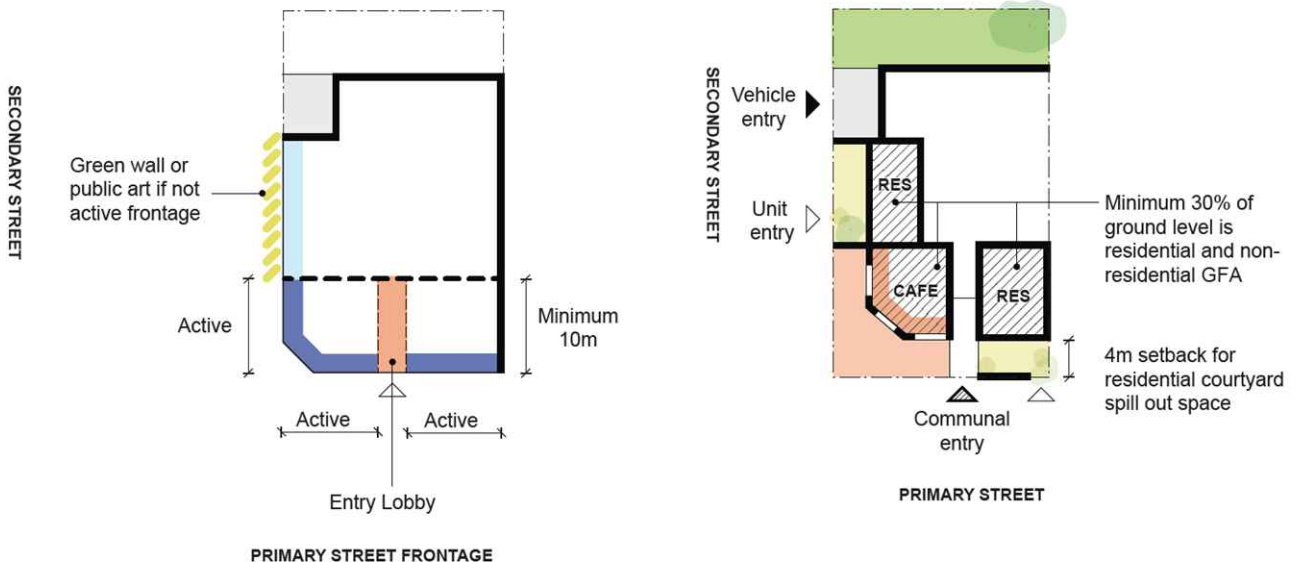 SECONDARY STREET
Green wall or
public art if not
active frontage
Active
Minimum
10m
Active
Active
Entry Lobby
PRIMARY STREET FRONTAGE
SECONDARY STREET
Vehicle
entry
Unit
entry
RES
CAFE
RES
Minimum 30% of
ground level is
residential and non-
residential GFA
4m setback for
residential courtyard
spill out space
Communal
entry
PRIMARY STREET